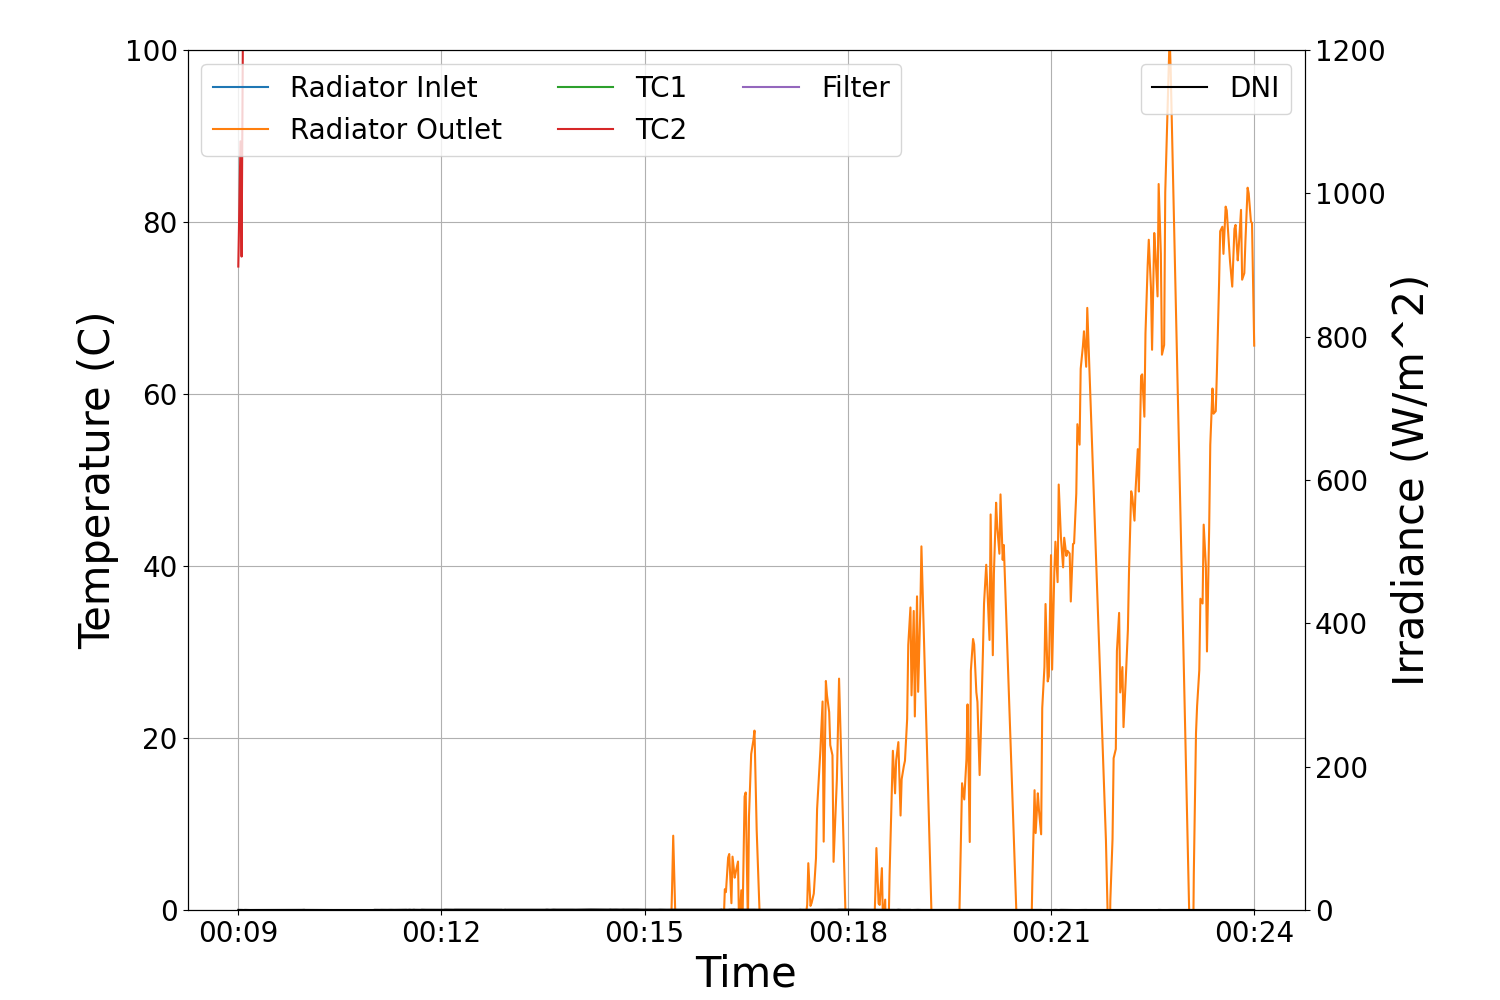 Radiator Inlet
Radiator Outlet
TC1
TC2
Filter
DNI
100
80
60
40
20
0
Temperature (C)
1200
1000
800
600
400
200
0
Irradiance (W/m^2)
00:09 00:12 00:15 00:18 00:21 00:24
Time